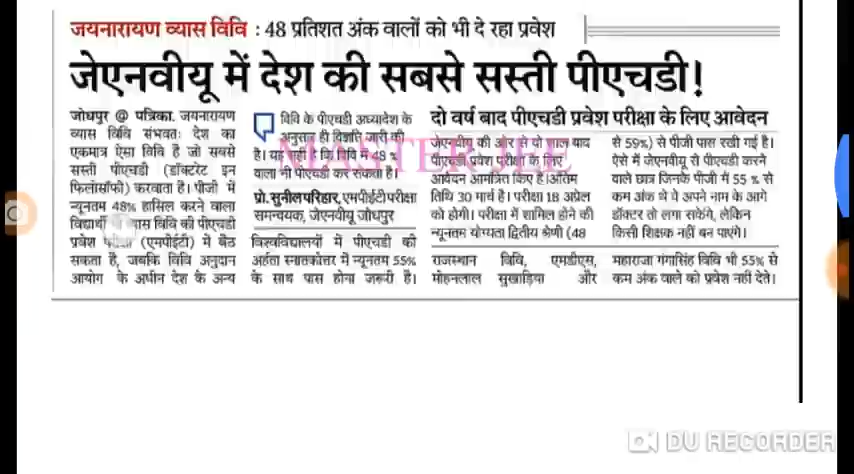 जयनारायण व्यास विवि : 48 प्रतिशत अंक वालों को भी दे रहा प्रवेश
जेएनवीयू में देश की सबसे सस्ती पीएचडी!
जोधपुर @ पत्रिका. जयनारायण
व्यास विवि संभवतः देश का
एकमात्र ऐसा विवि है जो सबसे
सस्ती पीएचडी (डॉक्टरेट इन
फिलॉसॉफी) करवाता है। पीजी में
न्यूनतम 48% हासिल करने वाला
विद्यार्थी व्यास विवि की पीएचडी
प्रवेश परीक्षा (एमपीईटी) में बैठ
सकता है, जबकि विवि अनुदान
आयोग के अधीन देश के अन्य
विवि के पीएचडी अध्यादेश के
अनुसार ही विज्ञप्ति जारी की
है। यह सही है कि विवि में 48 %
वाला भी पीएचडी कर सकता है।
प्रो. सुनील परिहार, एमपीईटी परीक्षा
समन्वयक, जेएनवीयू जोधपुर
विश्वविद्यालयों में पीएचडी की
अर्हता स्नातकोत्तर में न्यूनतम 55%
के साथ पास होना जरूरी है।
दो वर्ष बाद पीएचडी प्रवेश परीक्षा के लिए आवेदन
जेएनवीयू की ओर से दो साल बाद
पीएचडी प्रवेश परीक्षा के लिए
आवेदन आमंत्रित किए हैं। अंतिम
तिथि 30 मार्च है। परीक्षा 18 अप्रेल
को होगी। परीक्षा में शामिल होने की
न्यूनतम योग्यता द्वितीय श्रेणी (48
से 59%) से पीजी पास रखी गई है।
ऐसे में जेएनवीयू से पीएचडी करने
वाले छात्र जिनके पीजी में 55 % से
कम अंक थे वे अपने नाम के आगे
डॉक्टर तो लगा सकेंगे, लेकिन
किसी शिक्षक नहीं बन पाएंगे।
राजस्थान विवि, एमडीएस,
मोहनलाल सुखाड़िया और
महाराजा गंगासिंह विवि भी 55% से
कम अंक वाले को प्रवेश नहीं देते।
MASTER JEE
DU RECORDER